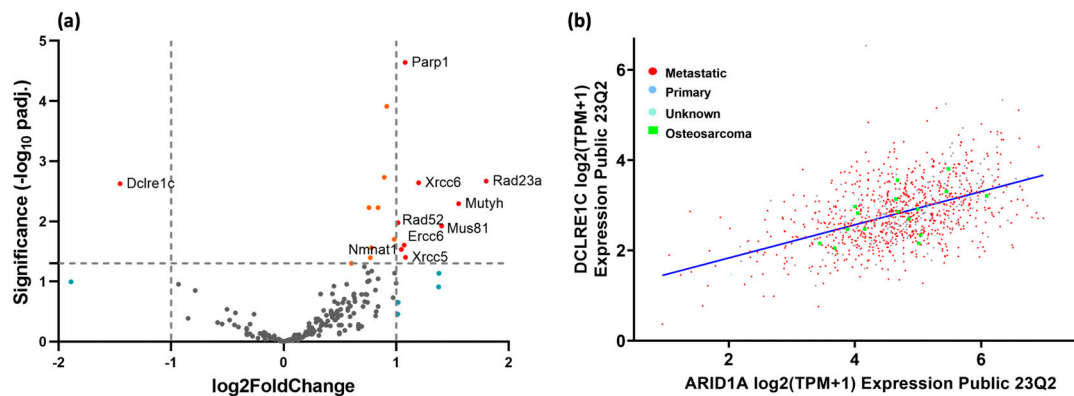 (a)
Significance (-log10 padj.)
5
4
3
2
1
0
Parp1
Dclre1c
Xrcc6
Rad23a
Mutyh
Rad52
Mus81
Ercc6
Nmnat1
Xrcc5
-2
-1
0
1
2
log2FoldChange
(b)
DCLRE1C log2(TPM+1)
Expression Public 23Q2
6
4
2
0
Metastatic
Primary
Unknown
Osteosarcoma
2
4
6
ARID1A log2(TPM+1) Expression Public 23Q2